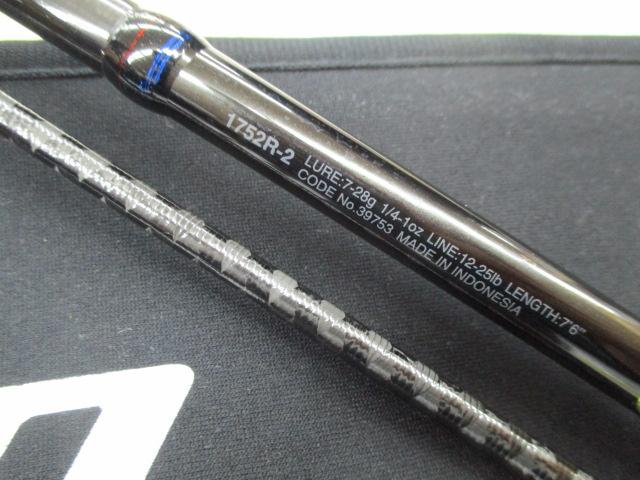 1752R-2 LURE:7-28g 1/4-1oz LINE:12-25lb LENGTH:7'6"
CODE No.39753 MADE IN INDONESIA